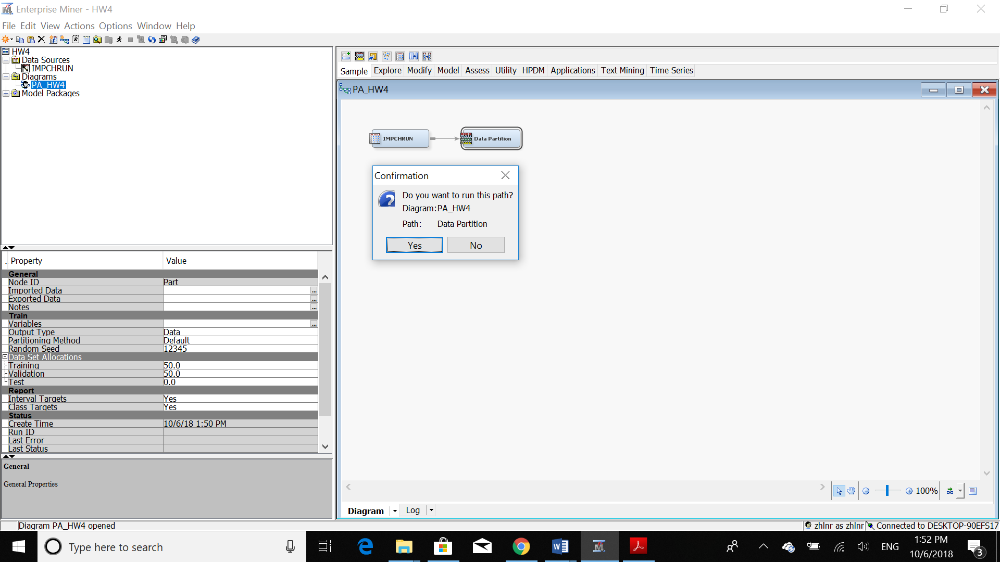 Enterprise Miner - HW4
File Edit View Actions Options Window Help
HW4
Data Sources
IMPCHRUN
Diagrams
PA_HW4
Model Packages
Sample Explore Modify Model Assess Utility HPDM Applications Text Mining Time Series
PA_HW4
IMPCHRUN
Data Partition
Confirmation
Do you want to run this path?
Diagram:PA_HW4
Path: Data Partition
Yes No
.. Property Value
General
Node ID Part
Imported Data ...
Exported Data ...
Notes ...
Train
Variables ...
Output Type Data
Partitioning Method Default
Random Seed 12345
Data Set Allocations
Training 50.0
Validation 50.0
Test 0.0
Report
Interval Targets Yes
Class Targets Yes
Status
Create Time 10/6/18 1:50 PM
Run ID
Last Error
Last Status
General
General Properties
100%
Diagram Log
Diagram PA_HW4 opened
zhlnr as zhlnr Connected to DESKTOP-90EFS17
Type here to search
ENG
1:52 PM
10/6/2018
3